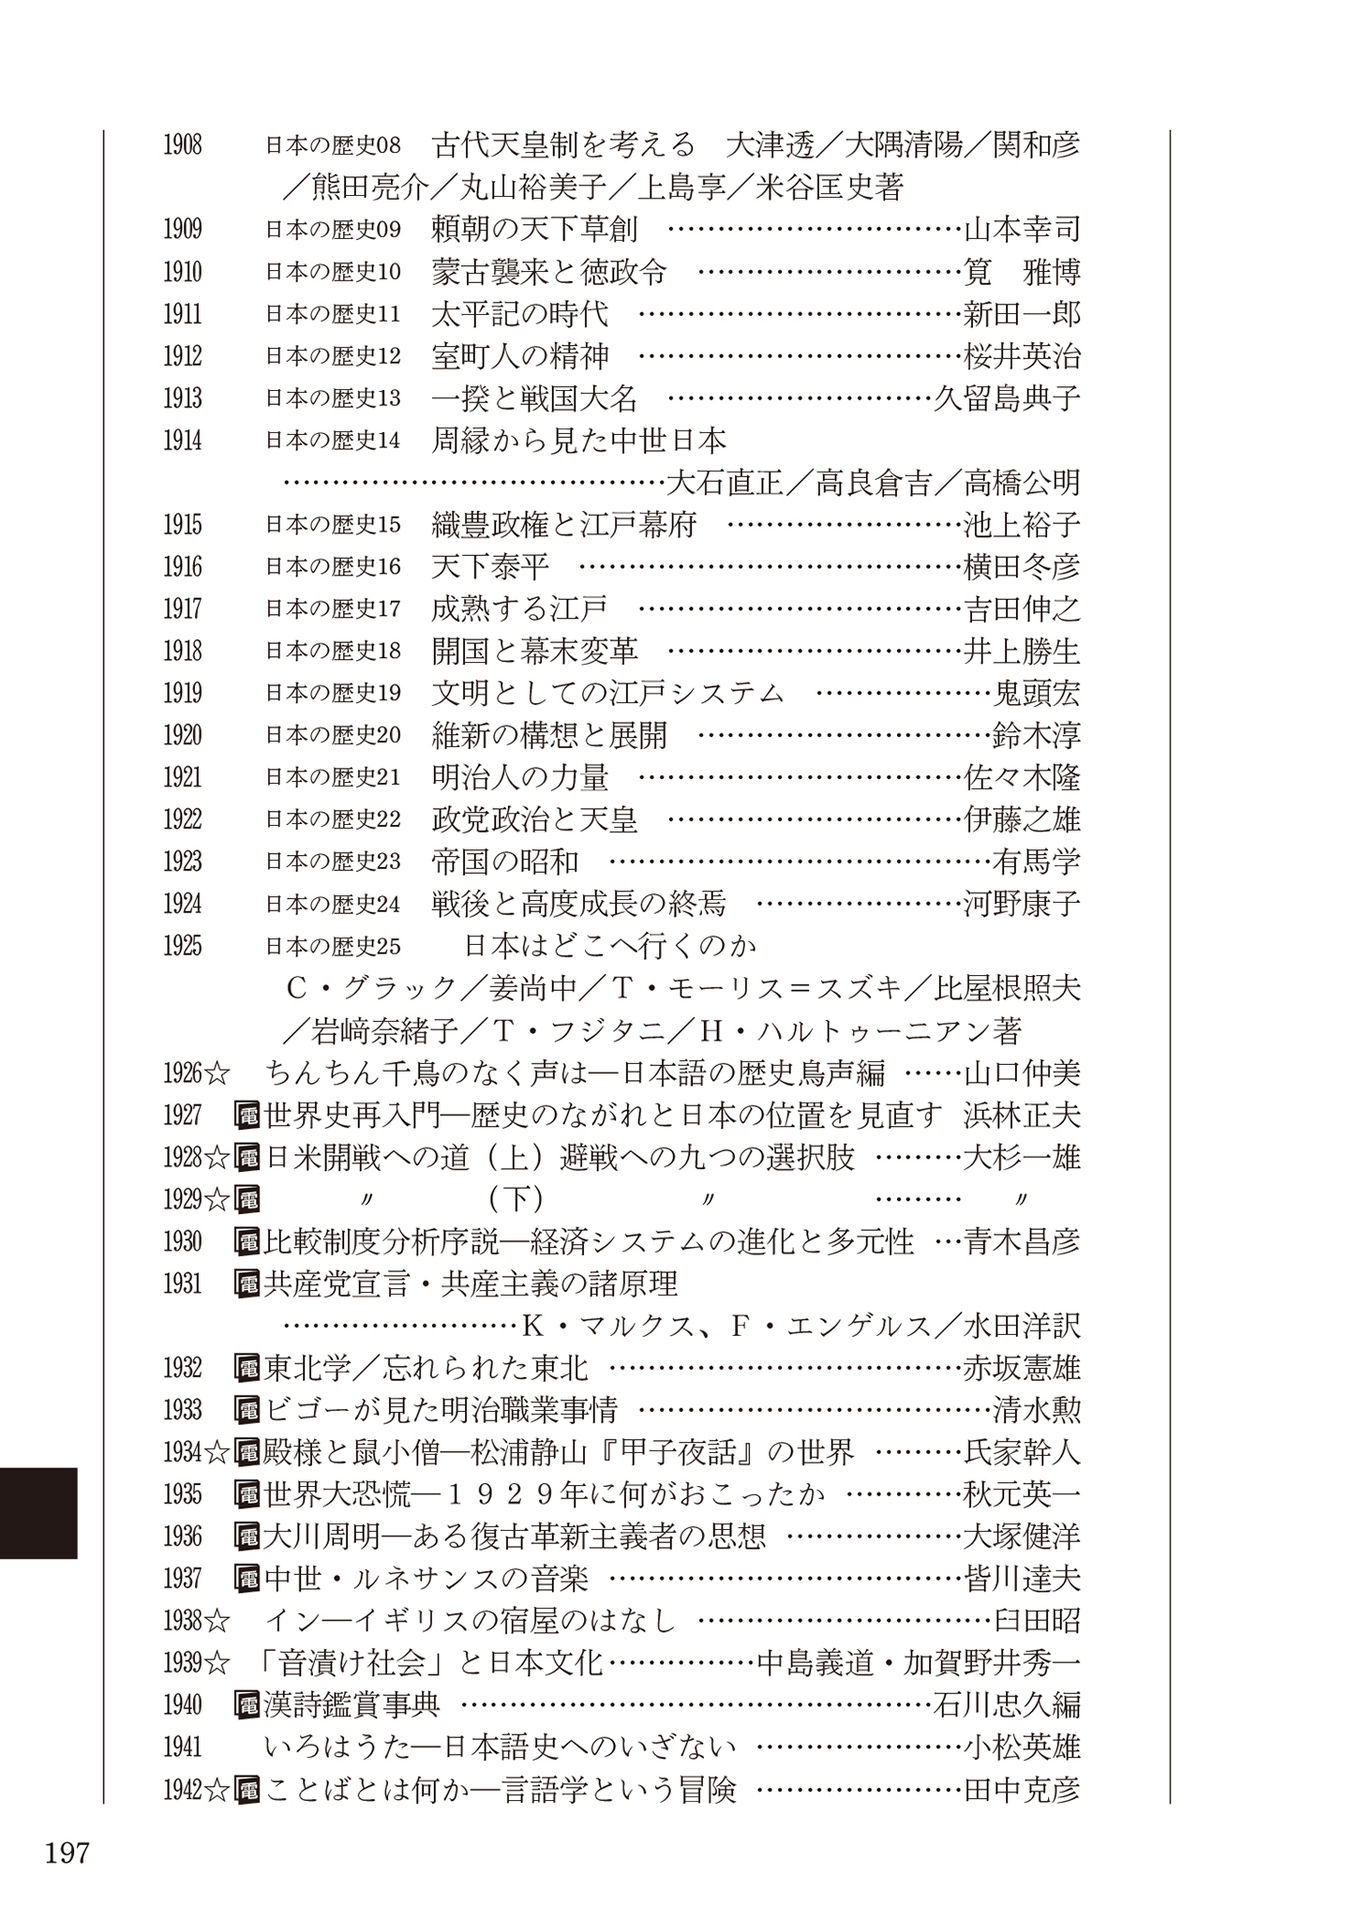 1908 日本の歴史08 古代天皇制を考える 大津透／大隅清陽／関和彦
／熊田亮介／丸山裕美子／上島享／米谷匡史著
1909 日本の歴史09 頼朝の天下草創 …………………………山本幸司
1910 日本の歴史10 蒙古襲来と徳政令 ………………………筧 雅博
1911 日本の歴史11 太平記の時代 ……………………………新田一郎
1912 日本の歴史12 室町人の精神 ……………………………桜井英治
1913 日本の歴史13 一揆と戦国大名 ………………………久留島典子
1914 日本の歴史14 周縁から見た中世日本
…………………………………大石直正／高良倉吉／高橋公明
1915 日本の歴史15 織豊政権と江戸幕府 ……………………池上裕子
1916 日本の歴史16 天下泰平 …………………………………横田冬彦
1917 日本の歴史17 成熟する江戸 ……………………………吉田伸之
1918 日本の歴史18 開国と幕末変革 …………………………井上勝生
1919 日本の歴史19 文明としての江戸システム ………………鬼頭宏
1920 日本の歴史20 維新の構想と展開 …………………………鈴木淳
1921 日本の歴史21 明治人の力量 ……………………………佐々木隆
1922 日本の歴史22 政党政治と天皇 …………………………伊藤之雄
1923 日本の歴史23 帝国の昭和 …………………………………有馬学
1924 日本の歴史24 戦後と高度成長の終焉 …………………河野康子
1925 日本の歴史25 日本はどこへ行くのか
Ｃ・グラック／姜尚中／Ｔ・モーリス＝スズキ／比屋根照夫
／岩﨑奈緒子／Ｔ・フジタニ／Ｈ・ハルトゥーニアン著
1926☆ ちんちん千鳥のなく声は―日本語の歴史鳥声編 ……山口仲美
1927 電世界史再入門―歴史のながれと日本の位置を見直す 浜林正夫
1928☆電日米開戦への道（上）避戦への九つの選択肢 ………大杉一雄
1929☆電 〃 （下） 〃 ……… 〃
1930 電比較制度分析序説―経済システムの進化と多元性 …青木昌彦
1931 電共産党宣言・共産主義の諸原理
……………………Ｋ・マルクス、Ｆ・エンゲルス／水田洋訳
1932 電東北学／忘れられた東北 ………………………………赤坂憲雄
1933 電ビゴーが見た明治職業事情 ………………………………清水勲
1934☆電殿様と鼠小僧―松浦静山『甲子夜話』の世界 ………氏家幹人
1935 電世界大恐慌―１９２９年に何がおこったか …………秋元英一
1936 電大川周明―ある復古革新主義者の思想 ………………大塚健洋
1937 電中世・ルネサンスの音楽 ………………………………皆川達夫
1938☆ イン―イギリスの宿屋のはなし …………………………臼田昭
1939☆ 「音漬け社会」と日本文化……………中島義道・加賀野井秀一
1940 電漢詩鑑賞事典 …………………………………………石川忠久編
1941 いろはうた―日本語史へのいざない …………………小松英雄
1942☆電ことばとは何か―言語学という冒険 …………………田中克彦
197